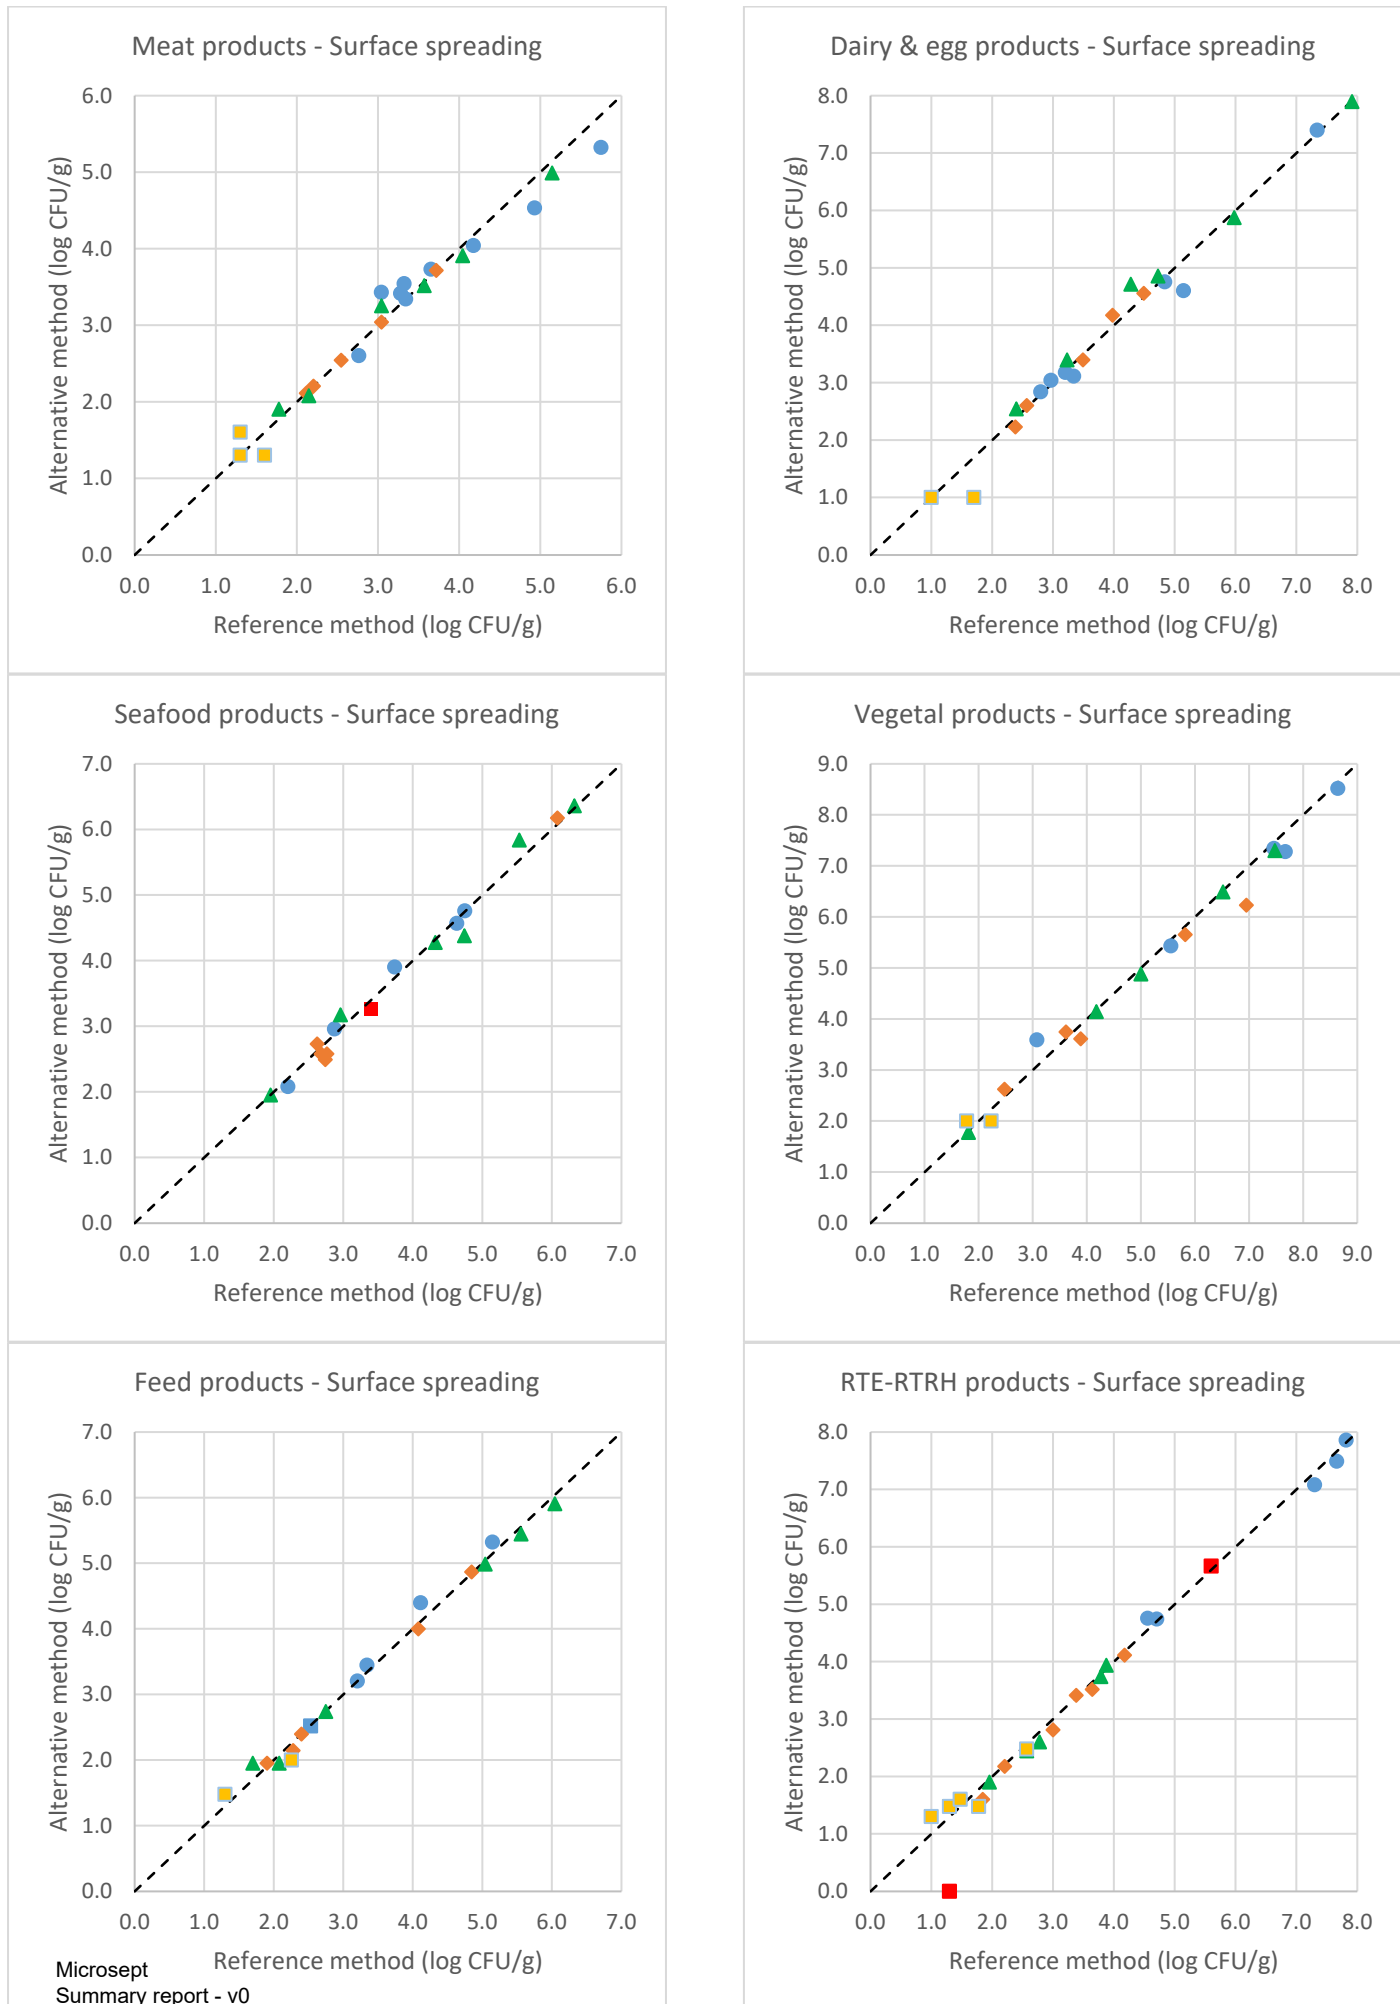 Meat products - Surface spreading
6.0
5.0
4.0
3.0
2.0
1.0
0.0
0.0 1.0 2.0 3.0 4.0 5.0 6.0
Alternative method (log CFU/g)
Reference method (log CFU/g)
Dairy & egg products - Surface spreading
8.0
7.0
6.0
5.0
4.0
3.0
2.0
1.0
0.0
0.0 1.0 2.0 3.0 4.0 5.0 6.0 7.0 8.0
Alternative method (log CFU/g)
Reference method (log CFU/g)
Seafood products - Surface spreading
7.0
6.0
5.0
4.0
3.0
2.0
1.0
0.0
0.0 1.0 2.0 3.0 4.0 5.0 6.0 7.0
Alternative method (log CFU/g)
Reference method (log CFU/g)
Vegetal products - Surface spreading
9.0
8.0
7.0
6.0
5.0
4.0
3.0
2.0
1.0
0.0
0.0 1.0 2.0 3.0 4.0 5.0 6.0 7.0 8.0 9.0
Alternative method (log CFU/g)
Reference method (log CFU/g)
Feed products - Surface spreading
7.0
6.0
5.0
4.0
3.0
2.0
1.0
0.0
0.0 1.0 2.0 3.0 4.0 5.0 6.0 7.0
Alternative method (log CFU/g)
Reference method (log CFU/g)
RTE-RTRH products - Surface spreading
8.0
7.0
6.0
5.0
4.0
3.0
2.0
1.0
0.0
0.0 1.0 2.0 3.0 4.0 5.0 6.0 7.0 8.0
Alternative method (log CFU/g)
Reference method (log CFU/g)
Microsept
Summary report - v0